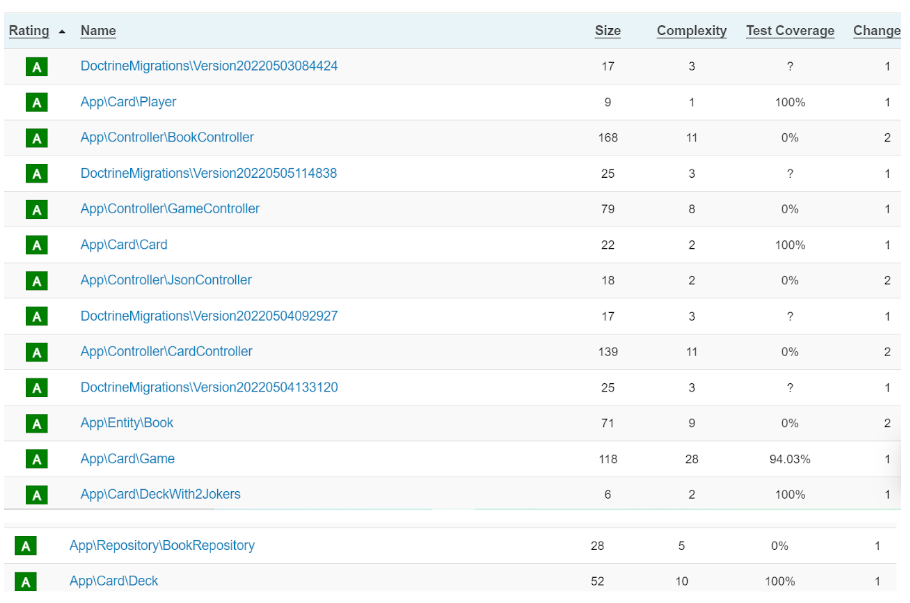 Rating Name Size Complexity Test Coverage Change
A DoctrineMigrations\Version20220503084424 17 3 ? 1
A App\Card\Player 9 1 100% 1
A App\Controller\BookController 168 11 0% 2
A DoctrineMigrations\Version20220505114838 25 3 ? 1
A App\Controller\GameController 79 8 0% 1
A App\Card\Card 22 2 100% 1
A App\Controller\JsonController 18 2 0% 2
A DoctrineMigrations\Version20220504092927 17 3 ? 1
A App\Controller\CardController 139 11 0% 2
A DoctrineMigrations\Version20220504133120 25 3 ? 1
A App\Entity\Book 71 9 0% 2
A App\Card\Game 118 28 94.03% 1
A App\Card\DeckWith2Jokers 6 2 100% 1
A App\Repository\BookRepository 28 5 0% 1
A App\Card\Deck 52 10 100% 1